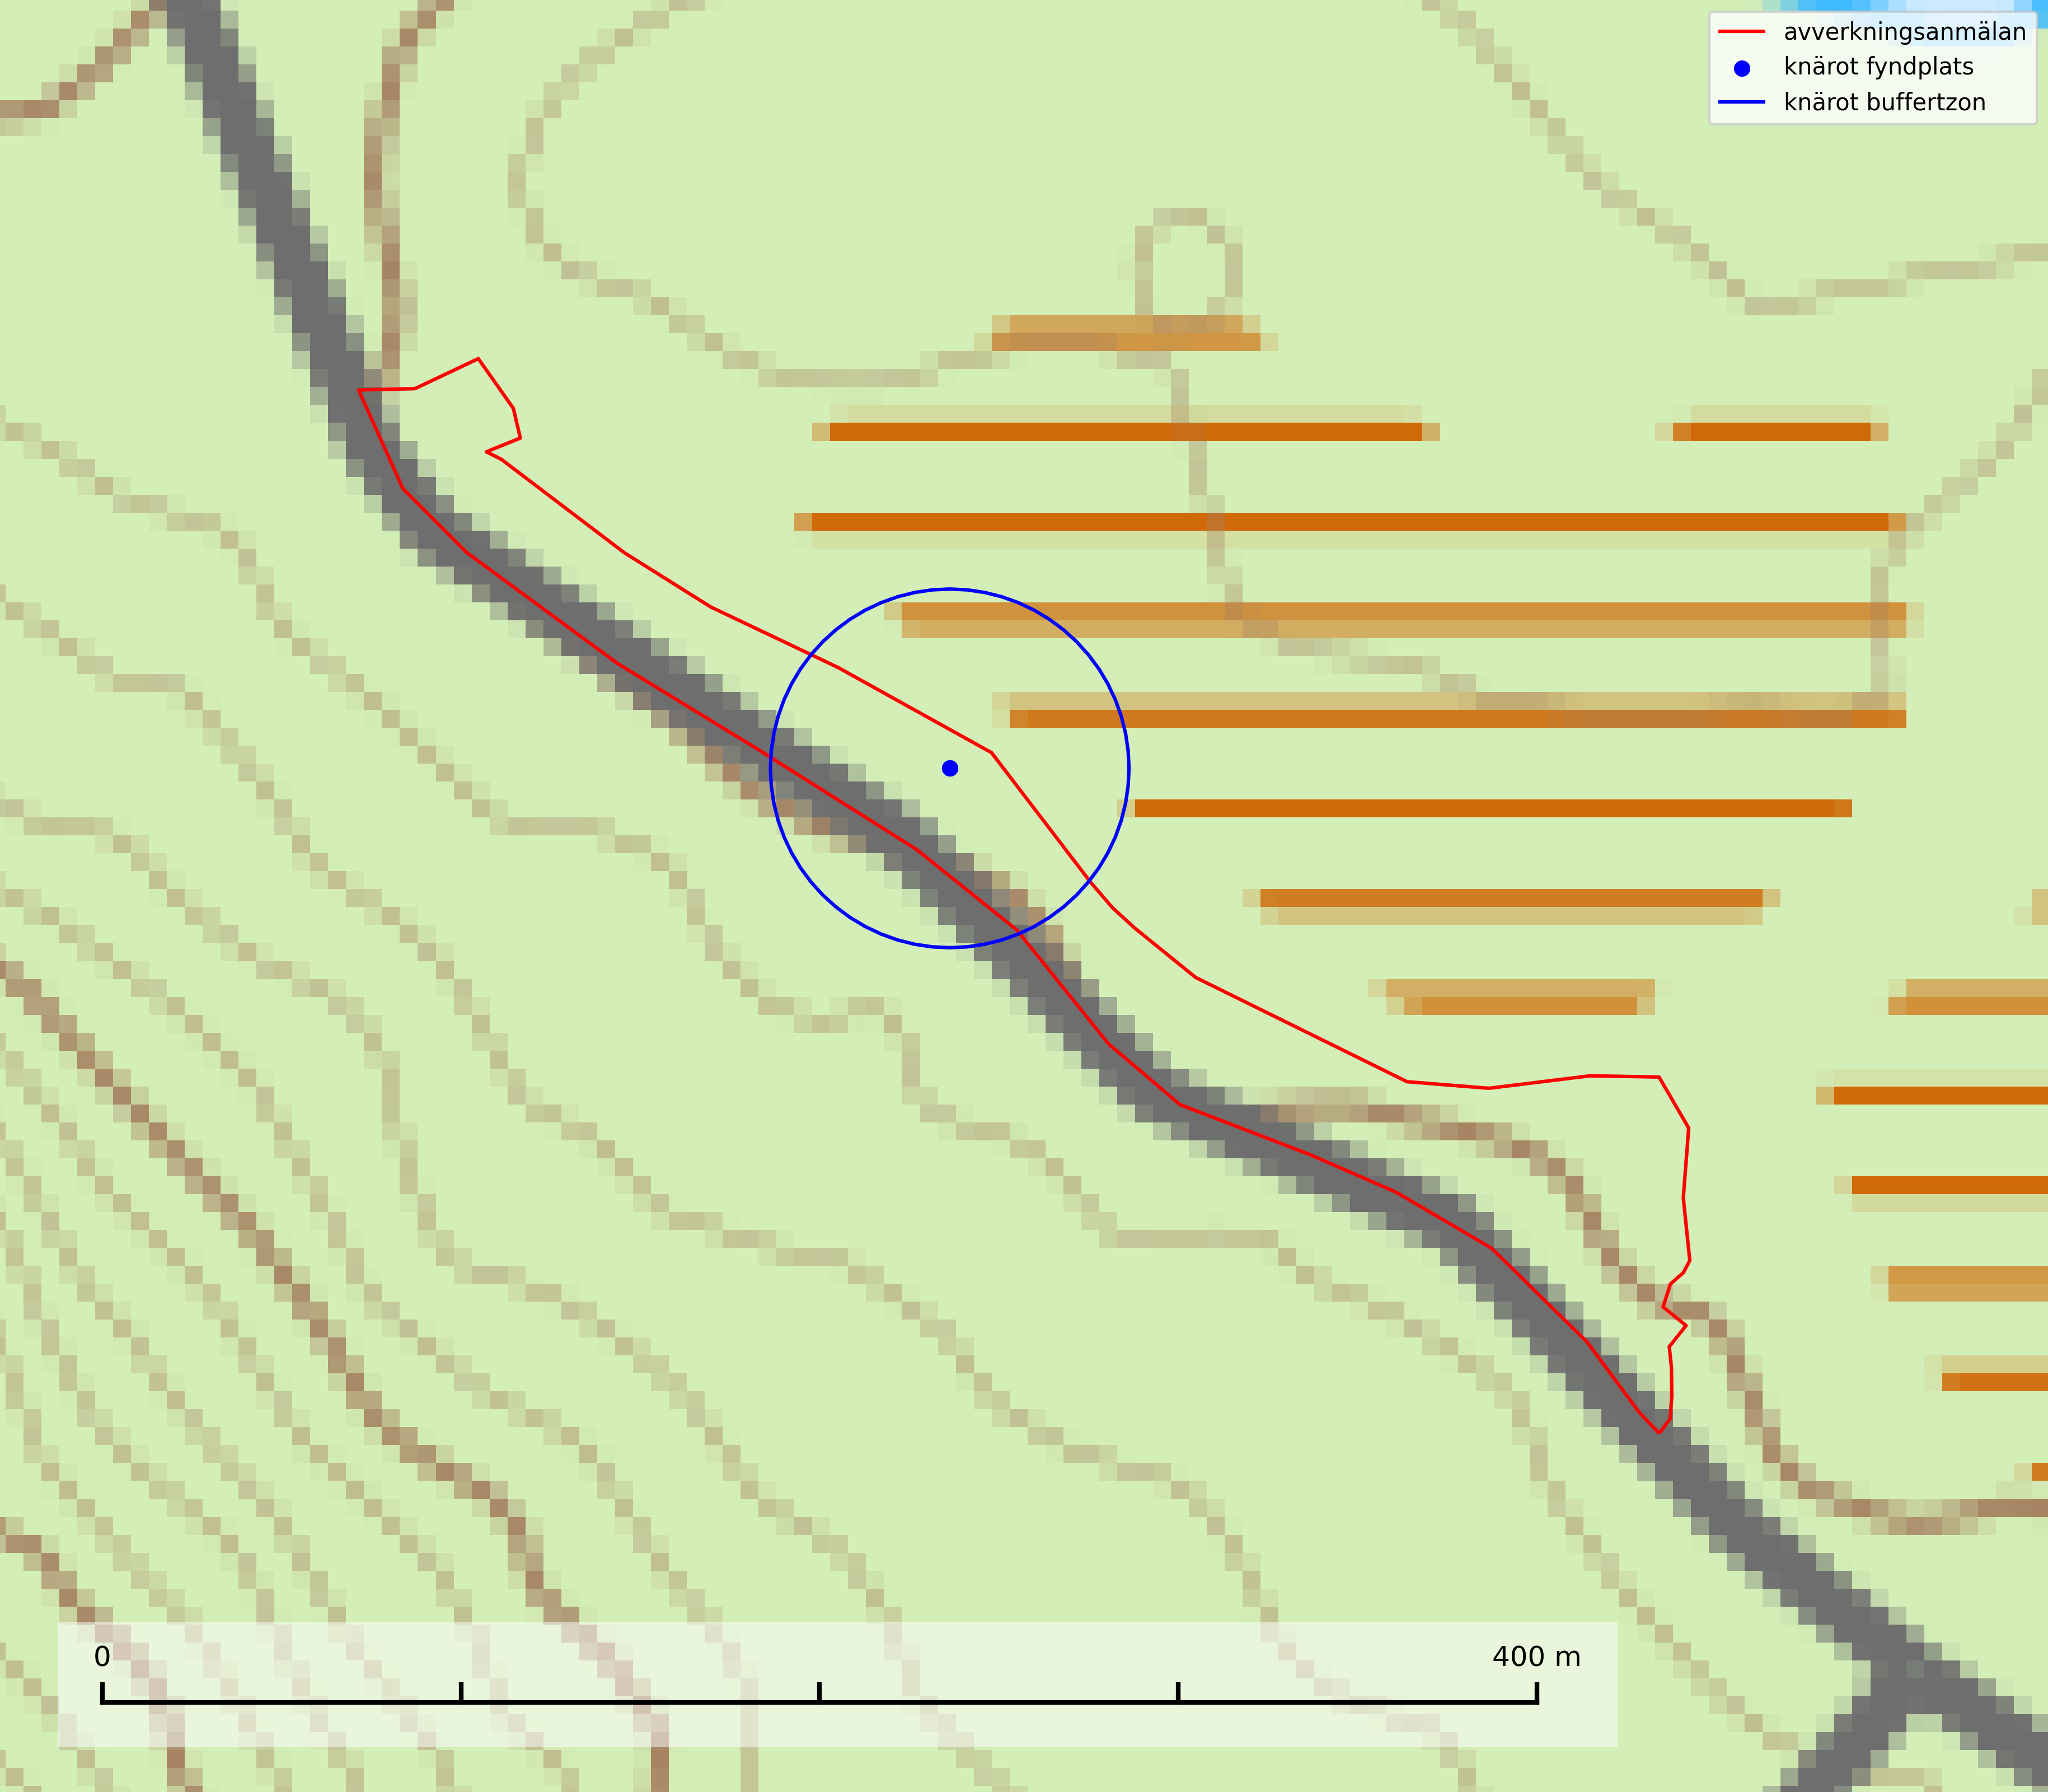 avverkningsanmälan
knärot fyndplats
knärot buffertzon
0
400 m